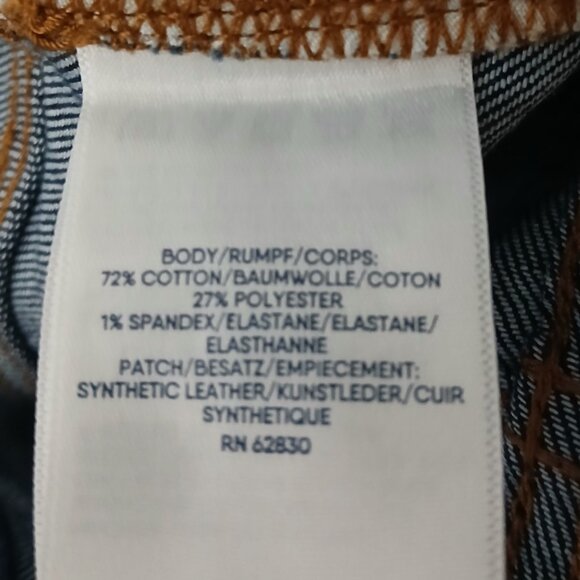 BODY/RUMPF/CORPS:
72% COTTON/BAUMWOLLE/COTON
27% POLYESTER
1% SPANDEX/ELASTANE/ELASTANE/
ELASTHANNE
PATCH/BESATZ/EMPIECEMENT:
SYNTHETIC LEATHER/KUNSTLEDER/CUIR
SYNTHETIQUE
RN 62830